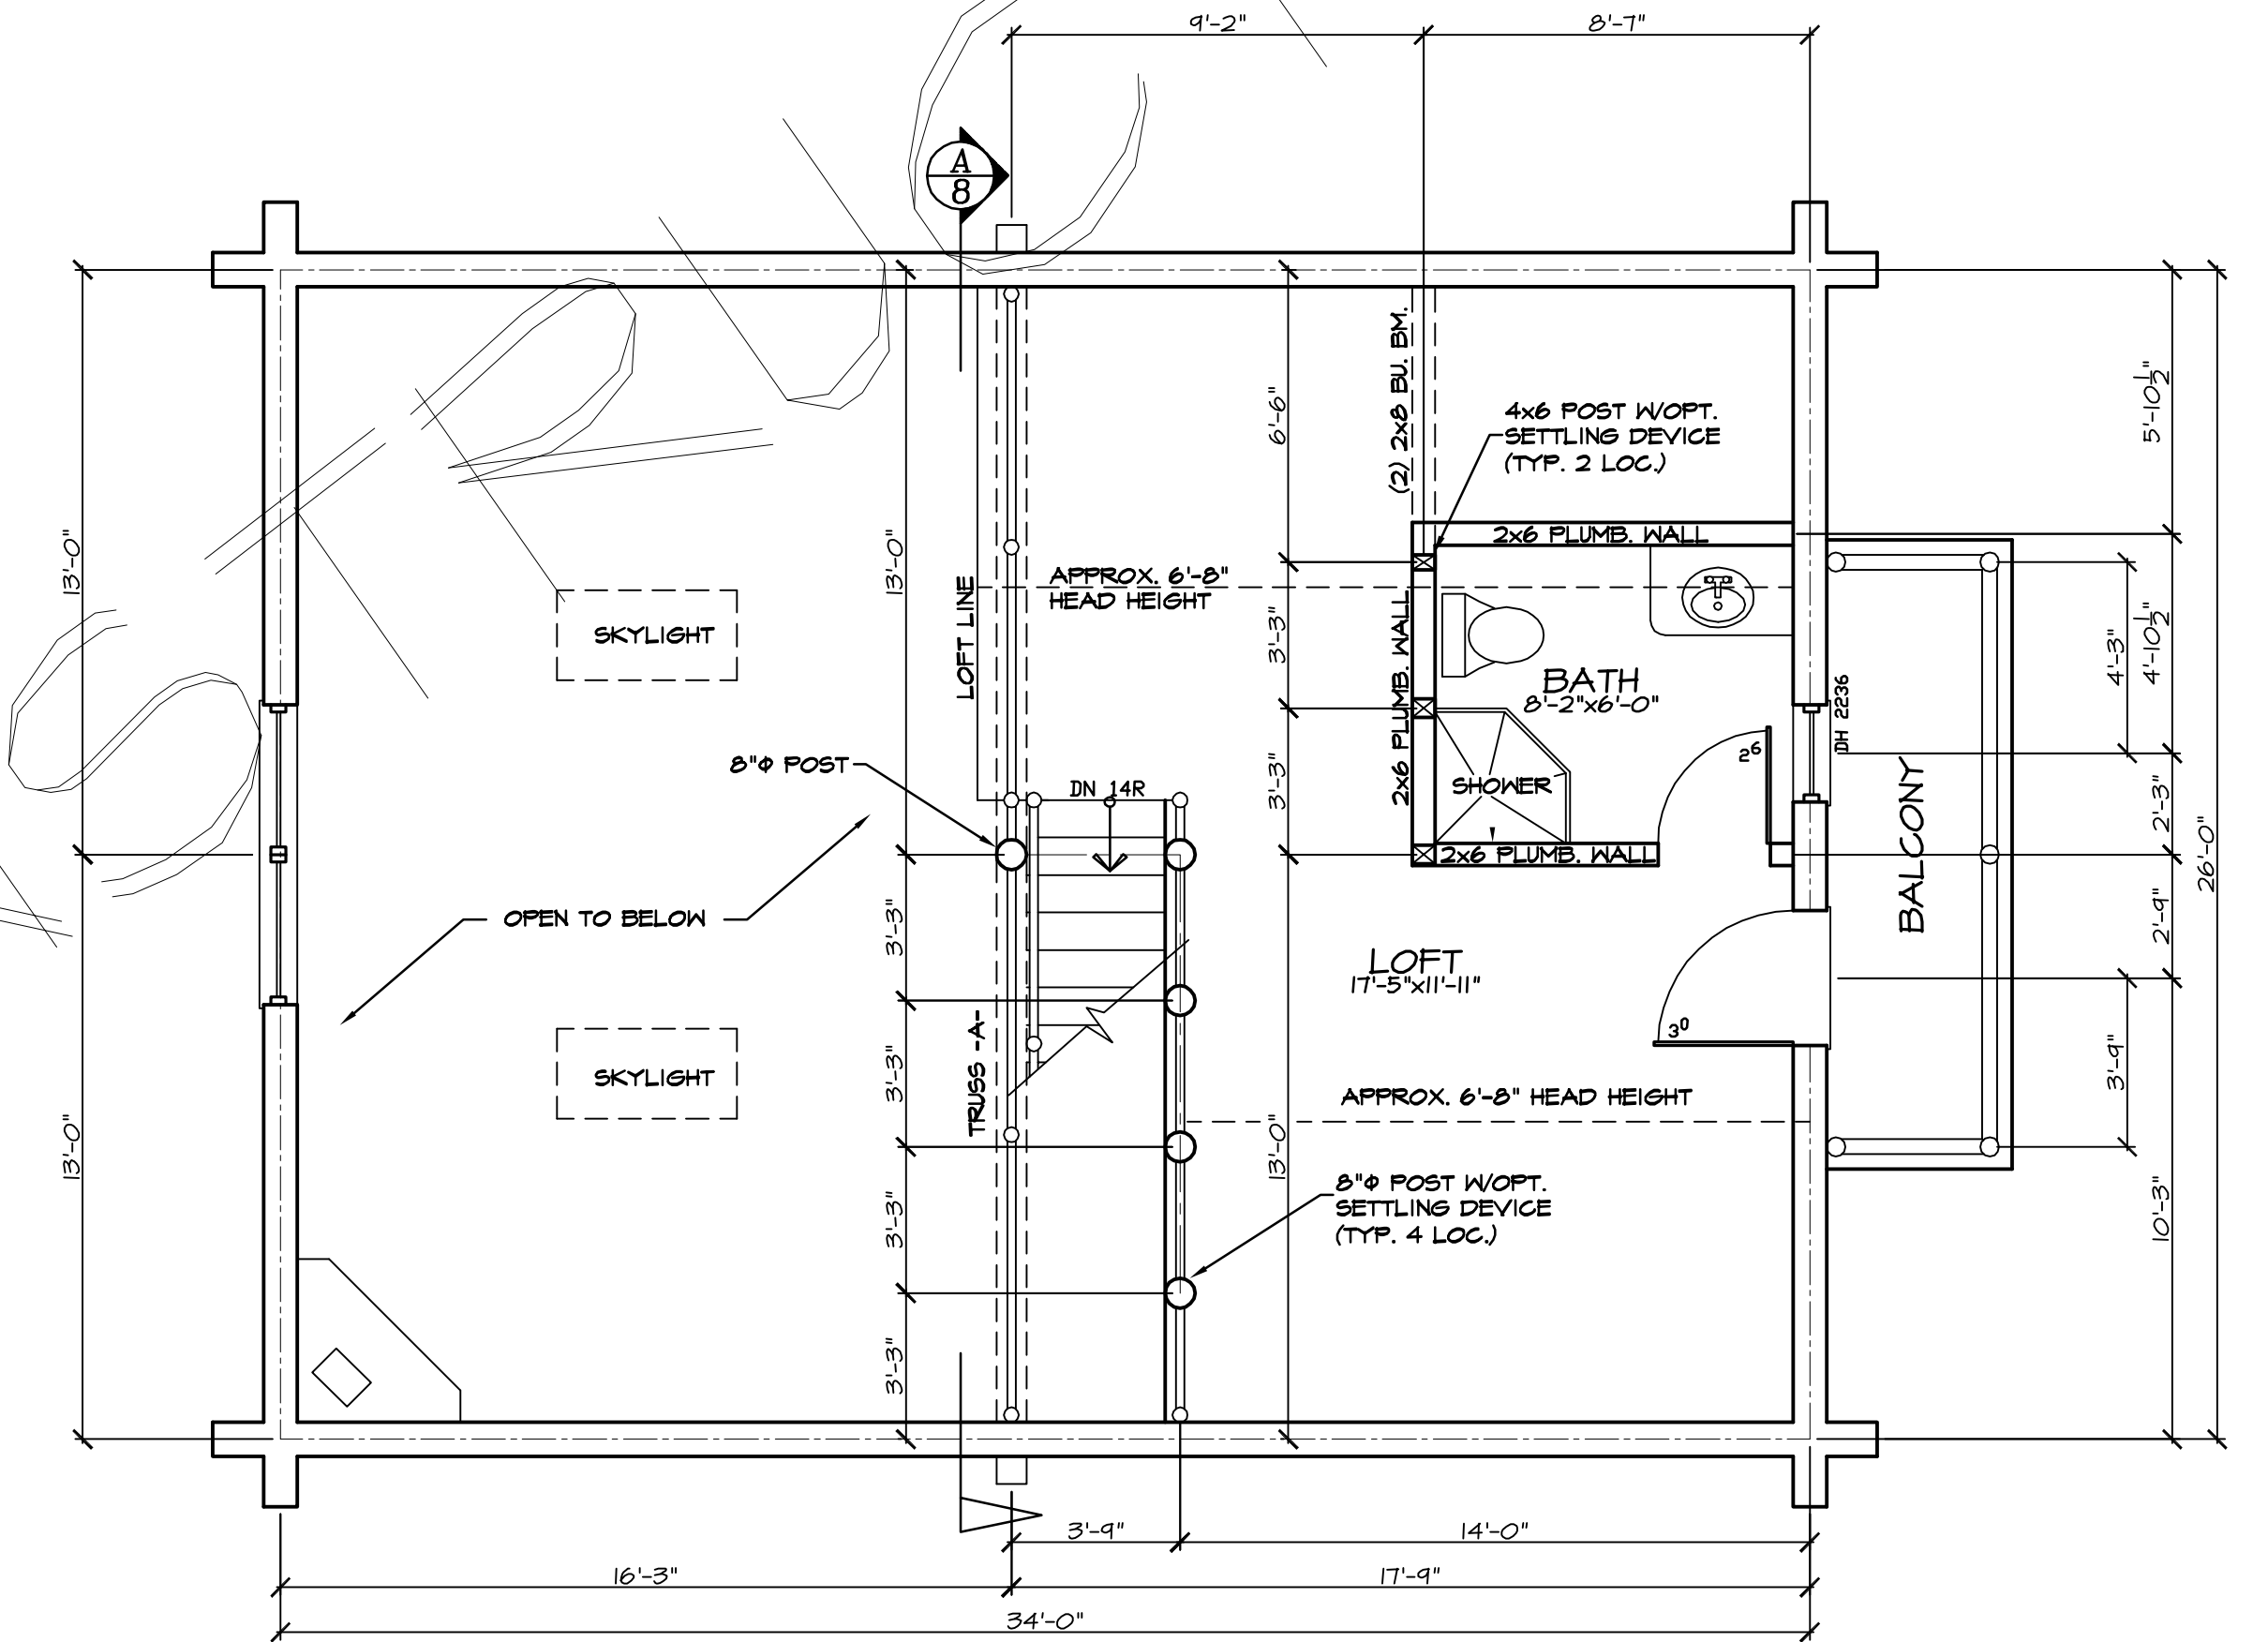 9'-2"
8'-7"
A
8
(2) 2x8 BU. BM.
4x6 POST W/OPT.
SETTLING DEVICE
(TYP. 2 LOC.)
6'-6"
5'-10 1/2"
13'-0"
13'-0"
LOFT LINE
APPROX. 6'-8"
HEAD HEIGHT
2x6 PLUMB. WALL
SKYLIGHT
3'-3"
2x6 PLUMB. WALL
BATH
8'-2"x6'-0"
4'-3"
4'-10 1/2"
DH 2236
2⁶
8"Φ POST
DN 14R
3'-3"
SHOWER
2x6 PLUMB. WALL
BALCONY
2'-3"
26'-0"
OPEN TO BELOW
3'-3"
LOFT
17'-5"x11'-11"
2'-9"
3⁰
SKYLIGHT
3'-3"
TRUSS -A-
APPROX. 6'-8" HEAD HEIGHT
3'-9"
13'-0"
13'-0"
3'-3"
8"Φ POST W/OPT.
SETTLING DEVICE
(TYP. 4 LOC.)
10'-3"
3'-3"
3'-9"
14'-0"
16'-3"
17'-9"
34'-0"